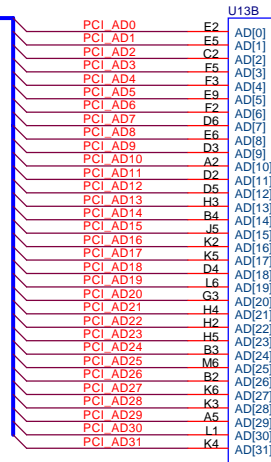 U13B
PCI_AD0 E2 AD[0]
PCI_AD1 E5 AD[1]
PCI_AD2 C2 AD[2]
PCI_AD3 F5 AD[3]
PCI_AD4 F3 AD[4]
PCI_AD5 E9 AD[5]
PCI_AD6 F2 AD[6]
PCI_AD7 D6 AD[7]
PCI_AD8 E6 AD[8]
PCI_AD9 D3 AD[9]
PCI_AD10 A2 AD[10]
PCI_AD11 D2 AD[11]
PCI_AD12 D5 AD[12]
PCI_AD13 H3 AD[13]
PCI_AD14 B4 AD[14]
PCI_AD15 J5 AD[15]
PCI_AD16 K2 AD[16]
PCI_AD17 K5 AD[17]
PCI_AD18 D4 AD[18]
PCI_AD19 L6 AD[19]
PCI_AD20 G3 AD[20]
PCI_AD21 H4 AD[21]
PCI_AD22 H2 AD[22]
PCI_AD23 H5 AD[23]
PCI_AD24 B3 AD[24]
PCI_AD25 M6 AD[25]
PCI_AD26 B2 AD[26]
PCI_AD27 K6 AD[27]
PCI_AD28 K3 AD[28]
PCI_AD29 A5 AD[29]
PCI_AD30 L1 AD[30]
PCI_AD31 K4 AD[31]